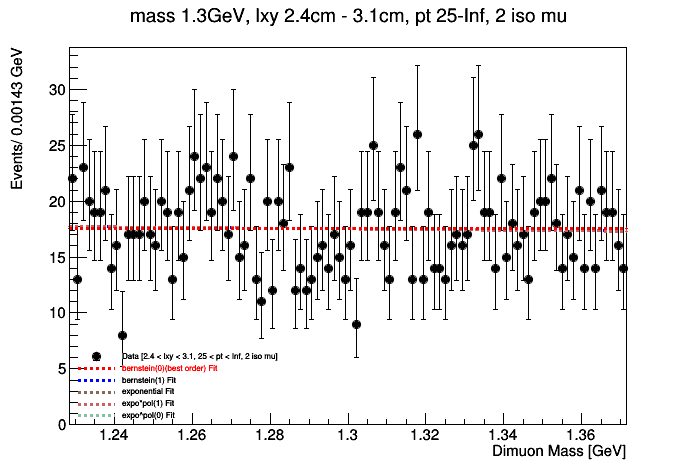 mass 1.3GeV, lxy 2.4cm - 3.1cm, pt 25-Inf, 2 iso mu
Events/ 0.00143 GeV
30
25
20
15
10
5
0
Data [2.4 < lxy < 3.1, 25 < pt < Inf, 2 iso mu]
bernstein(0)(best order) Fit
bernstein(1) Fit
exponential Fit
expo*pol(1) Fit
expo*pol(0) Fit
1.24 1.26 1.28 1.3 1.32 1.34 1.36
Dimuon Mass [GeV]